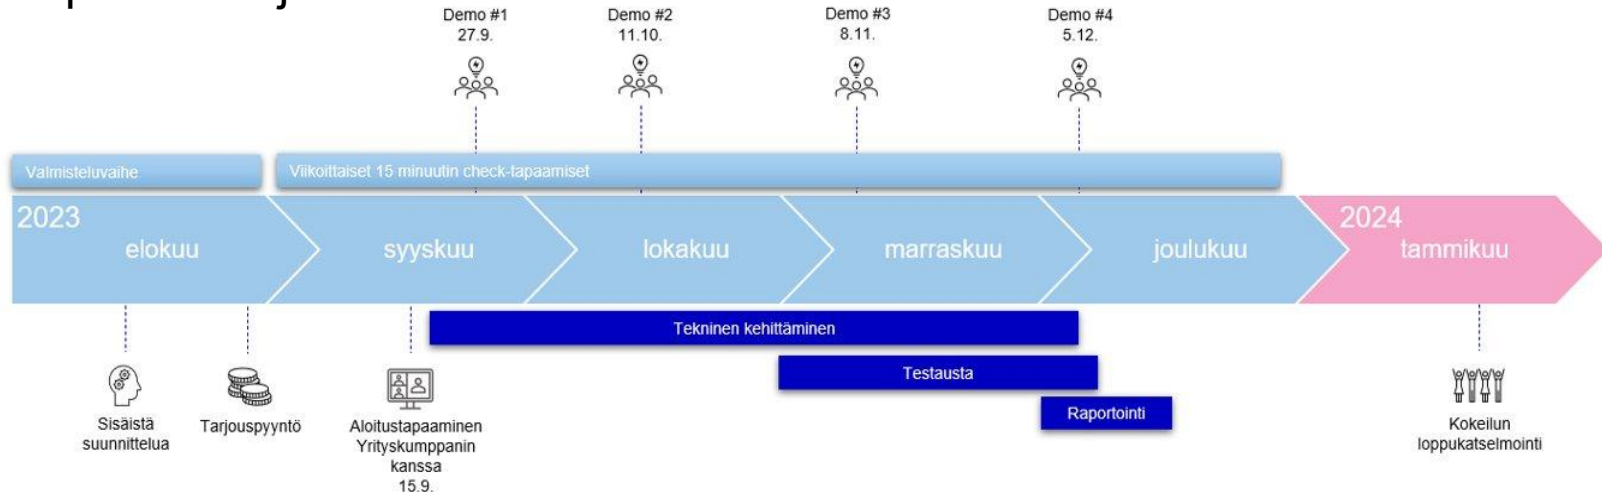 Demo #1
27.9.
Demo #2
11.10.
Demo #3
8.11.
Demo #4
5.12.
Valmisteluvaihe
Viikoittaiset 15 minuutin check-tapaamiset
2023
elokuu
syyskuu
lokakuu
marraskuu
joulukuu
2024
tammikuu
Tekninen kehittäminen
Testausta
Raportointi
Sisäistä
suunnittelua
Tarjouspyyntö
Aloitustapaaminen
Yrityskumppanin
kanssa
15.9.
Kokeilun
loppukatselmointi